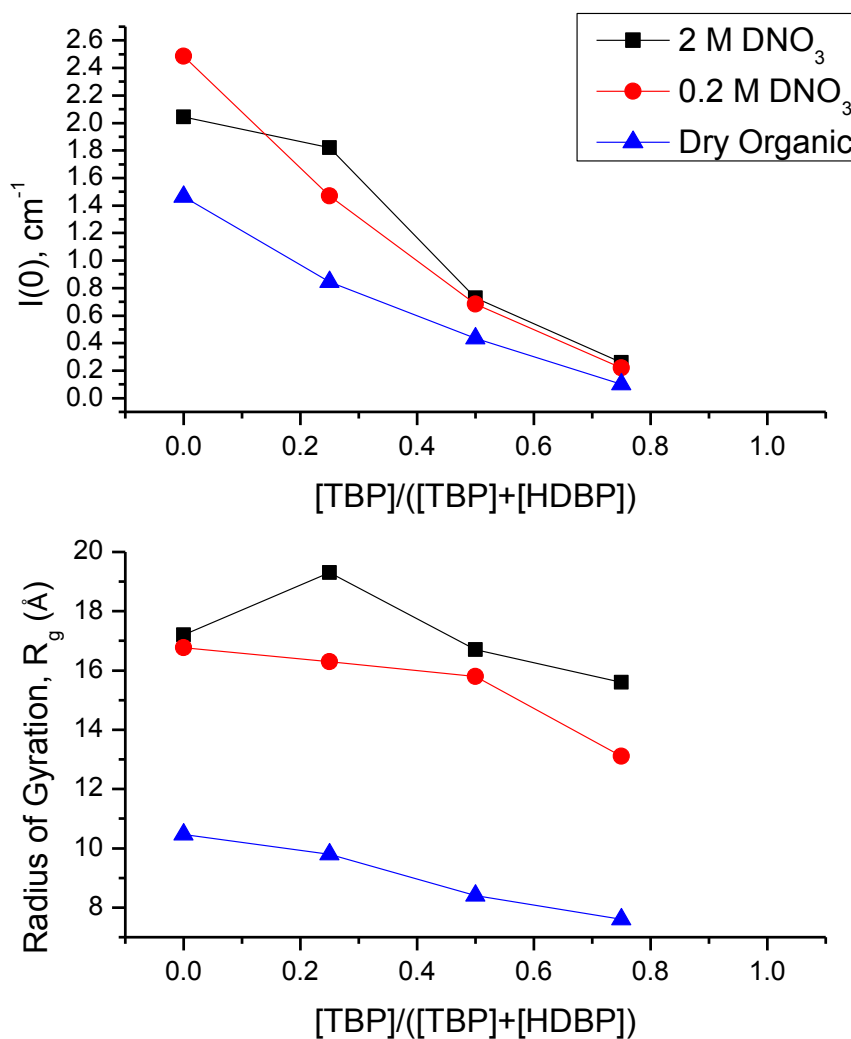 2 M DNO₃
0.2 M DNO₃
Dry Organic
I(0), cm⁻¹
2.6
2.4
2.2
2.0
1.8
1.6
1.4
1.2
1.0
0.8
0.6
0.4
0.2
0.0
0.0 0.2 0.4 0.6 0.8 1.0
[TBP]/([TBP]+[HDBP])
Radius of Gyration, R_g (Å)
20
18
16
14
12
10
8
0.0 0.2 0.4 0.6 0.8 1.0
[TBP]/([TBP]+[HDBP])